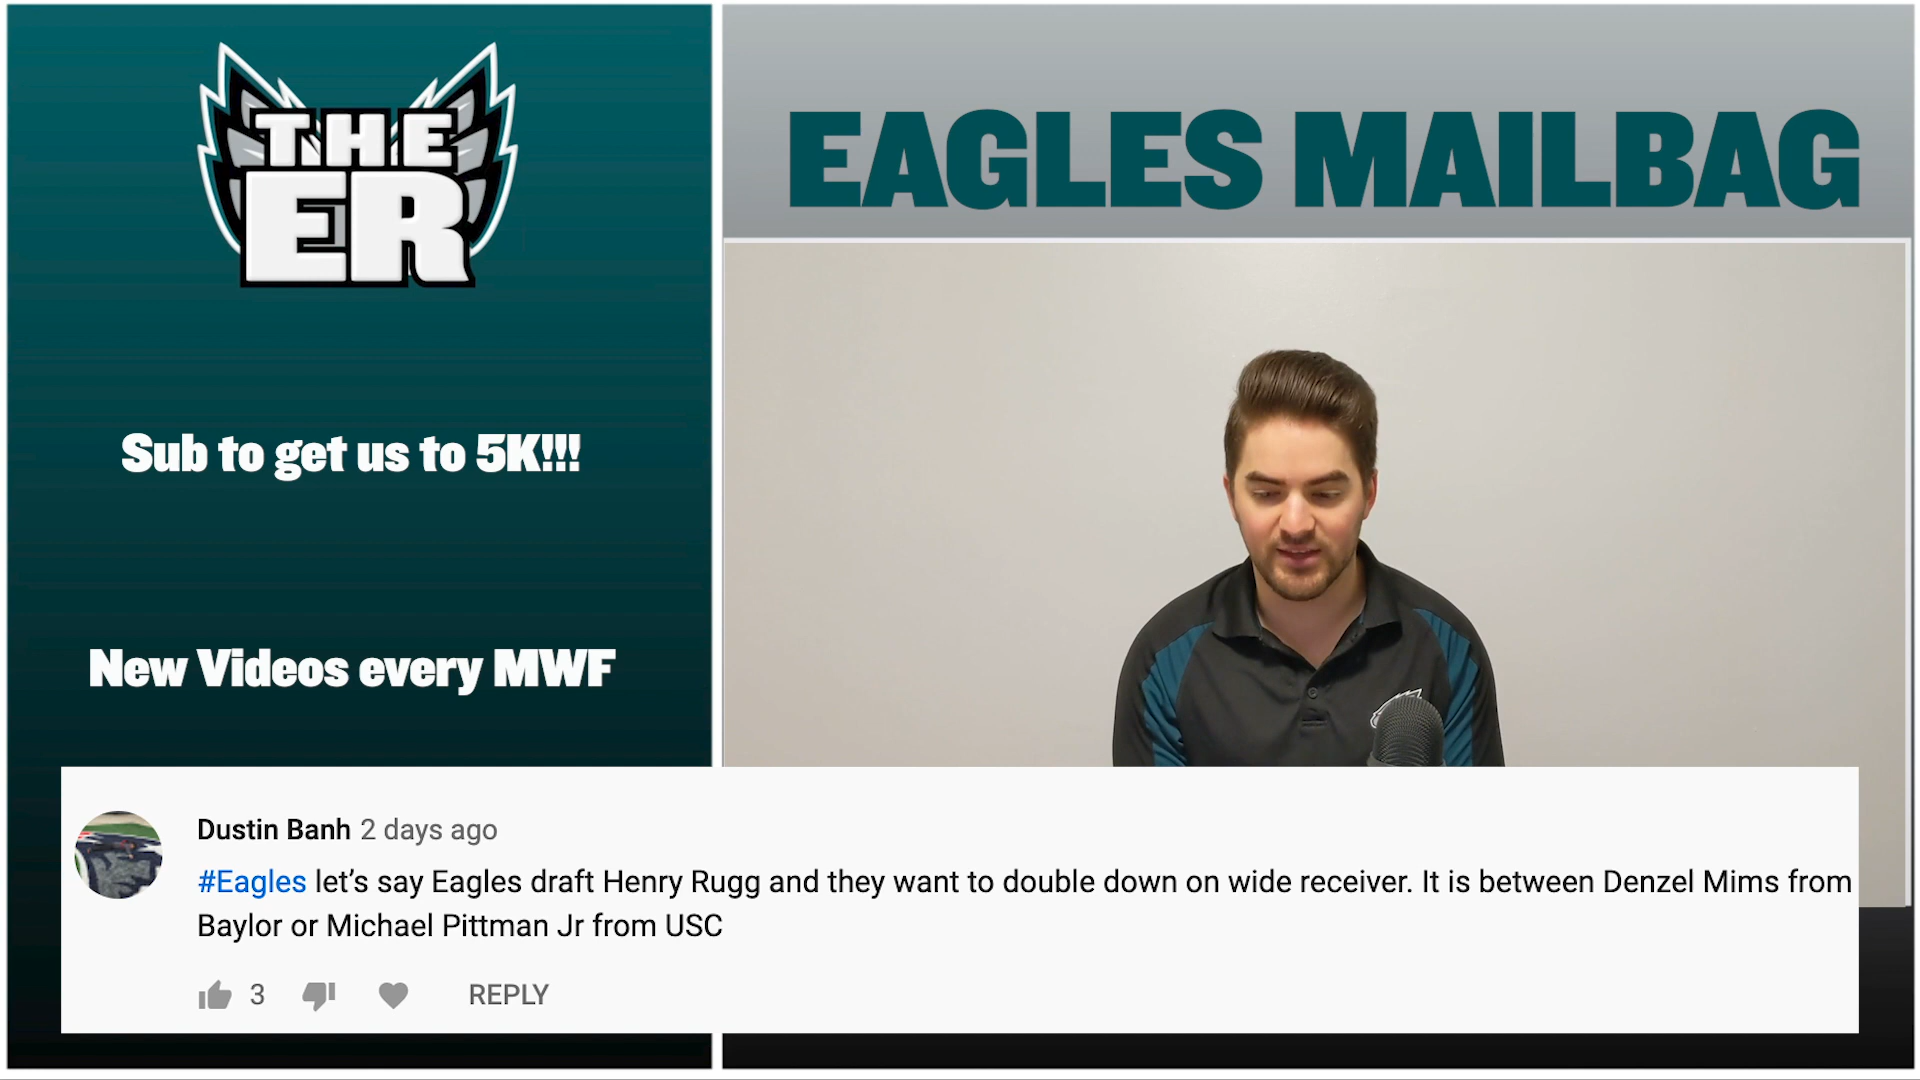 THE
ER
EAGLES MAILBAG
Sub to get us to 5K!!!
New Videos every MWF
Dustin Banh 2 days ago
#Eagles let’s say Eagles draft Henry Rugg and they want to double down on wide receiver. It is between Denzel Mims from
Baylor or Michael Pittman Jr from USC
3 REPLY